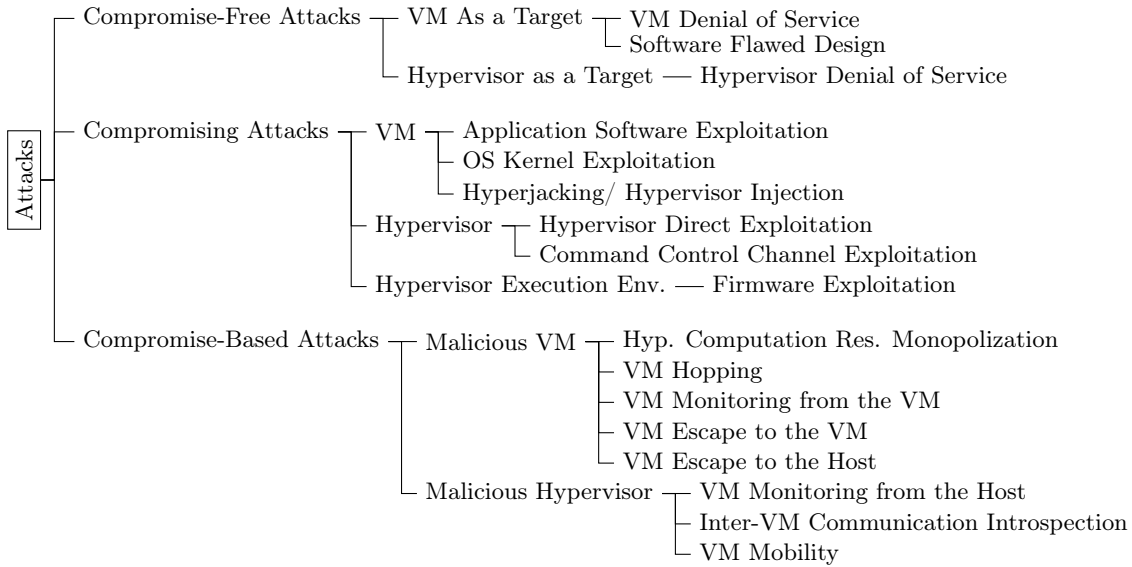 Attacks
Compromise-Free Attacks
VM As a Target
VM Denial of Service
Software Flawed Design
Hypervisor as a Target
Hypervisor Denial of Service
Compromising Attacks
VM
Application Software Exploitation
OS Kernel Exploitation
Hyperjacking/ Hypervisor Injection
Hypervisor
Hypervisor Direct Exploitation
Command Control Channel Exploitation
Hypervisor Execution Env.
Firmware Exploitation
Compromise-Based Attacks
Malicious VM
Hyp. Computation Res. Monopolization
VM Hopping
VM Monitoring from the VM
VM Escape to the VM
VM Escape to the Host
Malicious Hypervisor
VM Monitoring from the Host
Inter-VM Communication Introspection
VM Mobility